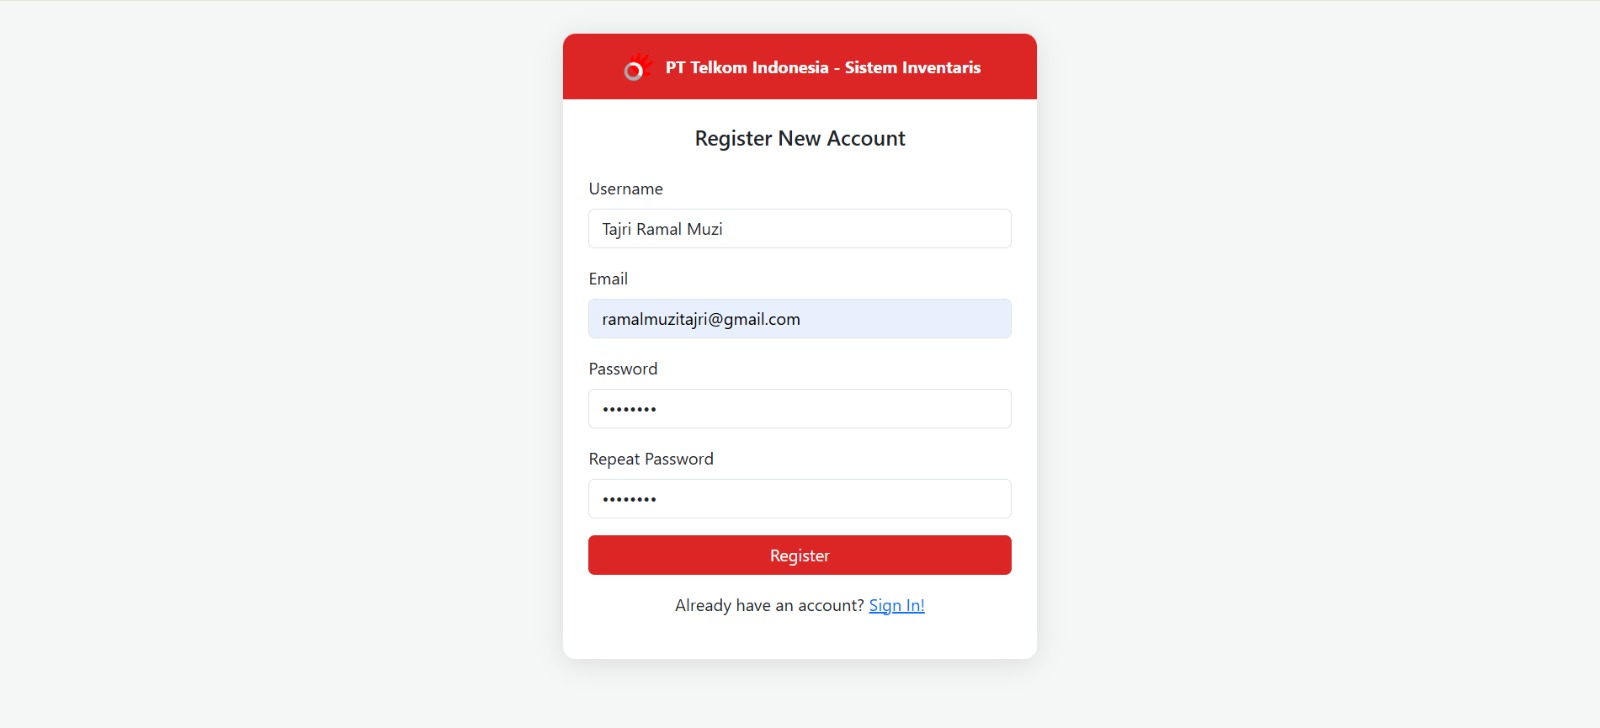 PT Telkom Indonesia - Sistem Inventaris
Register New Account
Username
Tajri Ramal Muzi
Email
ramalmuzitajri@gmail.com
Password
••••••••
Repeat Password
••••••••
Register
Already have an account? Sign In!